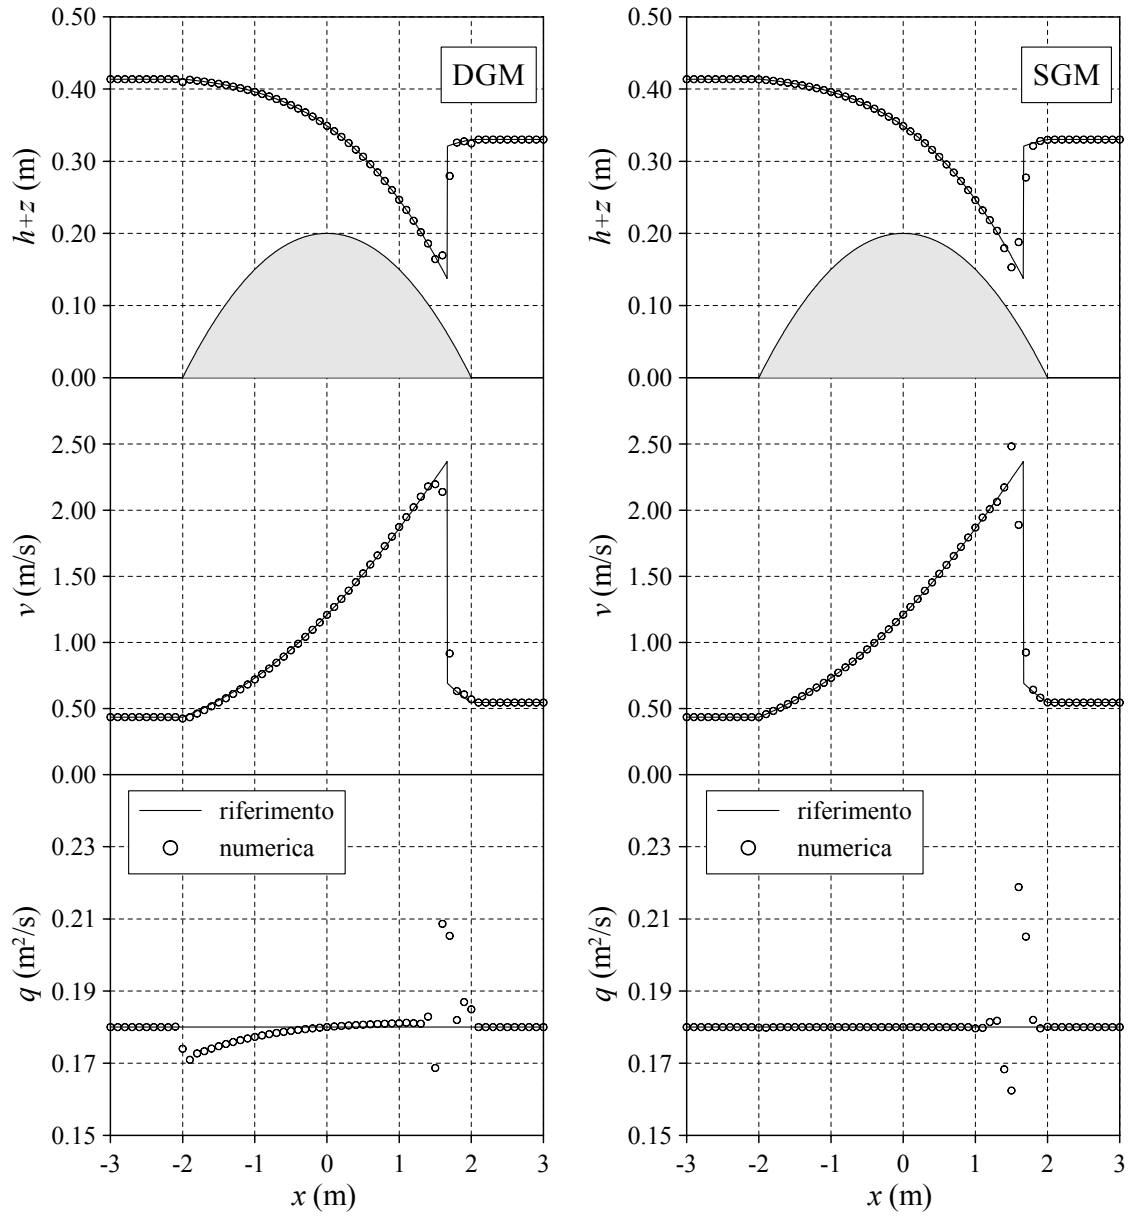 0.50
0.40
0.30
0.20
0.10
0.00
h+z (m)
DGM
2.50
2.00
1.50
1.00
0.50
0.00
v (m/s)
riferimento
numerica
0.23
0.21
0.19
0.17
0.15
q (m²/s)
-3 -2 -1 0 1 2 3
x (m)
0.50
0.40
0.30
0.20
0.10
0.00
h+z (m)
SGM
2.50
2.00
1.50
1.00
0.50
0.00
v (m/s)
riferimento
numerica
0.23
0.21
0.19
0.17
0.15
q (m²/s)
-3 -2 -1 0 1 2 3
x (m)